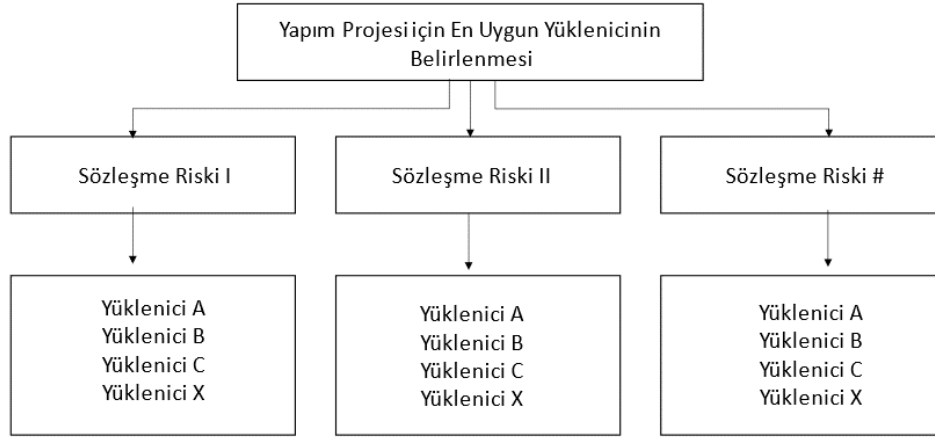 Yapım Projesi için En Uygun Yüklenicinin
Belirlenmesi
Sözleşme Riski I
Sözleşme Riski II
Sözleşme Riski #
Yüklenici A
Yüklenici B
Yüklenici C
Yüklenici X
Yüklenici A
Yüklenici B
Yüklenici C
Yüklenici X
Yüklenici A
Yüklenici B
Yüklenici C
Yüklenici X